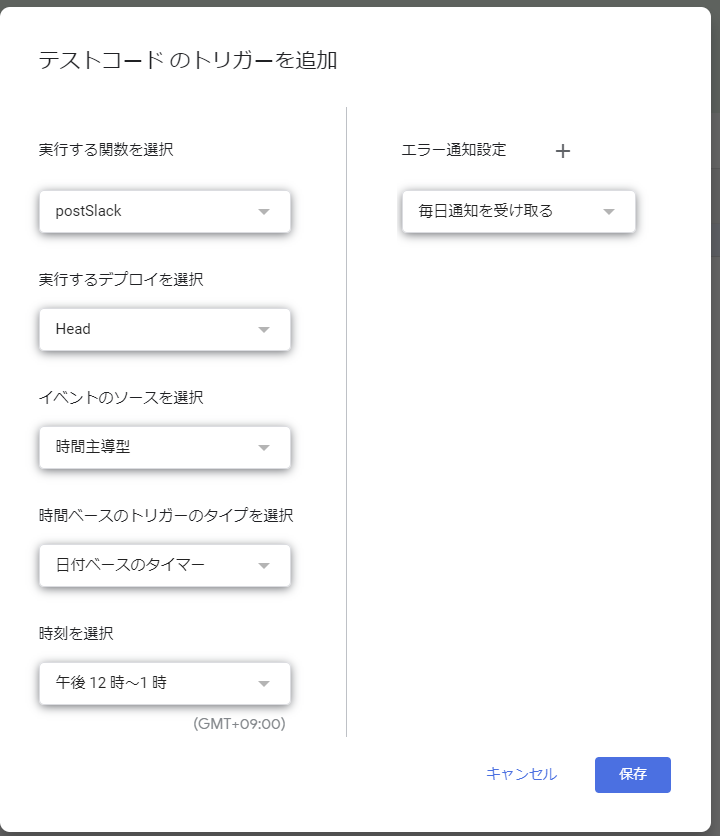 テストコード のトリガーを追加
実行する関数を選択
postSlack
実行するデプロイを選択
Head
イベントのソースを選択
時間主導型
時間ベースのトリガーのタイプを選択
日付ベースのタイマー
時刻を選択
午後 12 時～1 時
(GMT+09:00)
エラー通知設定 +
毎日通知を受け取る
キャンセル 保存